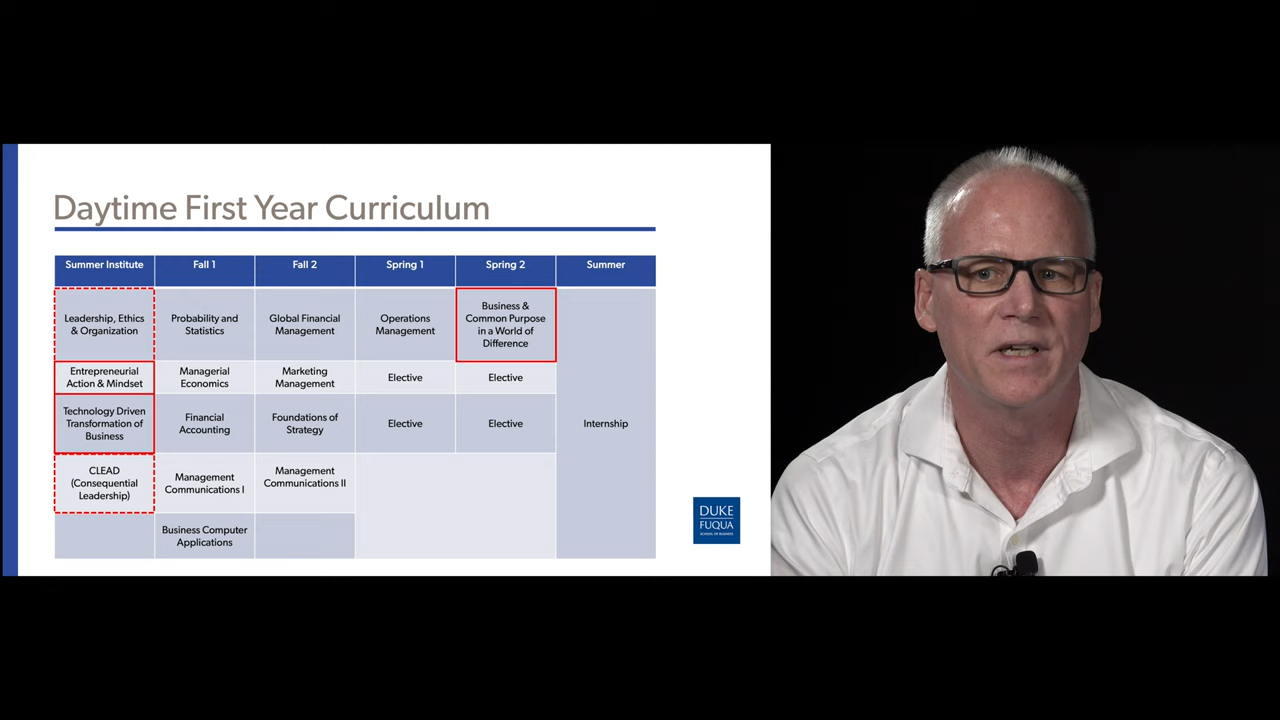 Daytime First Year Curriculum
Summer Institute
Fall 1
Fall 2
Spring 1
Spring 2
Summer
Leadership, Ethics
& Organization
Probability and
Statistics
Global Financial
Management
Operations
Management
Business &
Common Purpose
in a World of
Difference
Entrepreneurial
Action & Mindset
Managerial
Economics
Marketing
Management
Elective
Elective
Technology Driven
Transformation of
Business
Financial
Accounting
Foundations of
Strategy
Elective
Elective
Internship
CLEAD
(Consequential
Leadership)
Management
Communications I
Management
Communications II
Business Computer
Applications
DUKE
FUQUA
SCHOOL OF BUSINESS